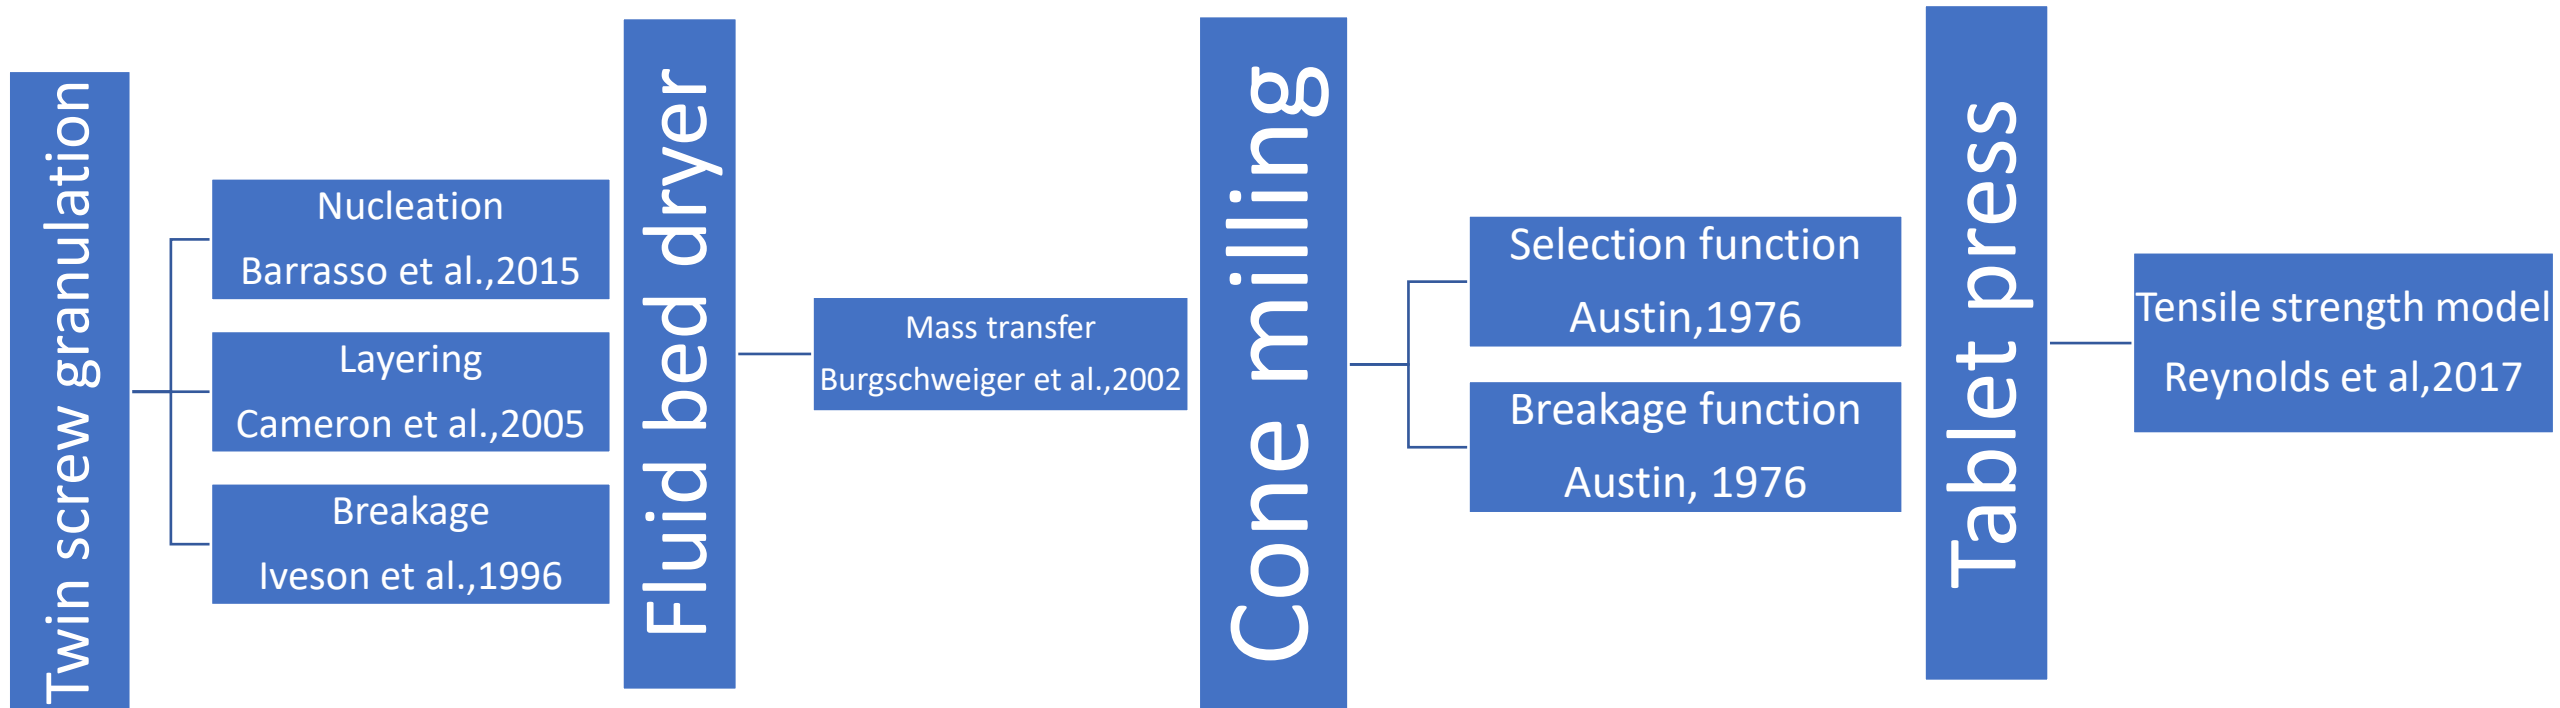 Twin screw granulation
Nucleation
Barrasso et al.,2015
Layering
Cameron et al.,2005
Breakage
Iveson et al.,1996
Fluid bed dryer
Mass transfer
Burgschweiger et al.,2002
Cone milling
Selection function
Austin,1976
Breakage function
Austin, 1976
Tablet press
Tensile strength model
Reynolds et al,2017